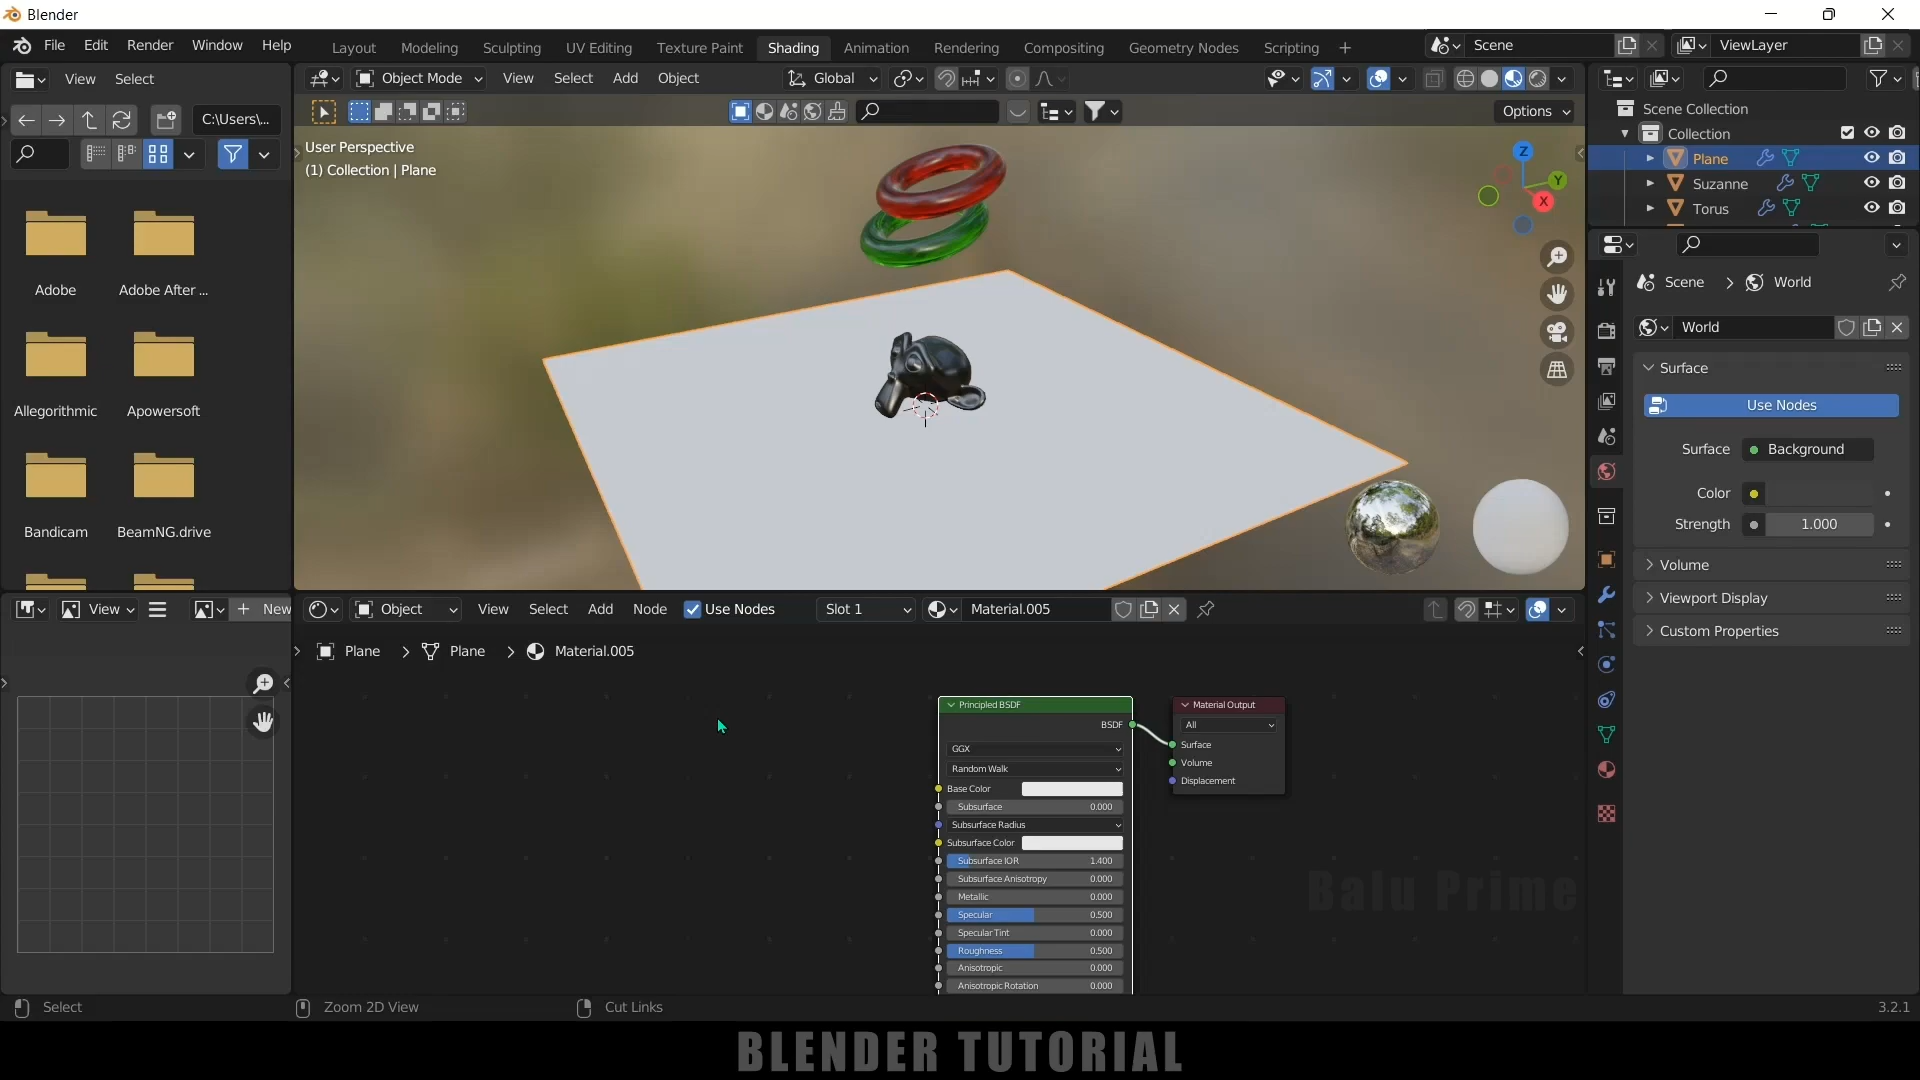 Blender
File Edit Render Window Help Layout Modeling Sculpting UV Editing Texture Paint Shading Animation Rendering Compositing Geometry Nodes Scripting + Scene ViewLayer
View Select Object Mode View Select Add Object Global
C:\Users\... Options
User Perspective
(1) Collection | Plane
Z
Y
X
Scene Collection
Collection
Plane
Suzanne
Torus
Adobe Adobe After ...
Allegorithmic Apowersoft
Bandicam BeamNG.drive
Scene > World
World
Surface
Use Nodes
Surface Background
Color
Strength 1.000
Volume
Viewport Display
Custom Properties
View + New Object View Select Add Node Use Nodes Slot 1 Material.005
Plane > Plane > Material.005
Principled BSDF
BSDF
GGX
Random Walk
Base Color
Subsurface 0.000
Subsurface Radius
Subsurface Color
Subsurface IOR 1.400
Subsurface Anisotropy 0.000
Metallic 0.000
Specular 0.500
Specular Tint 0.000
Roughness 0.500
Anisotropic 0.000
Anisotropic Rotation 0.000
Material Output
All
Surface
Volume
Displacement
Balu Prime
Select Zoom 2D View Cut Links 3.2.1
BLENDER TUTORIAL